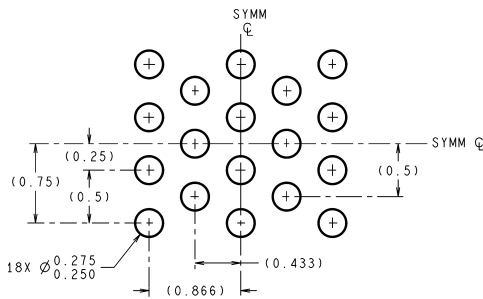 SYMM
℄
SYMM ℄
(0.25)
(0.75)
(0.5)
(0.5)
18X Ø 0.275
0.250
(0.433)
(0.866)